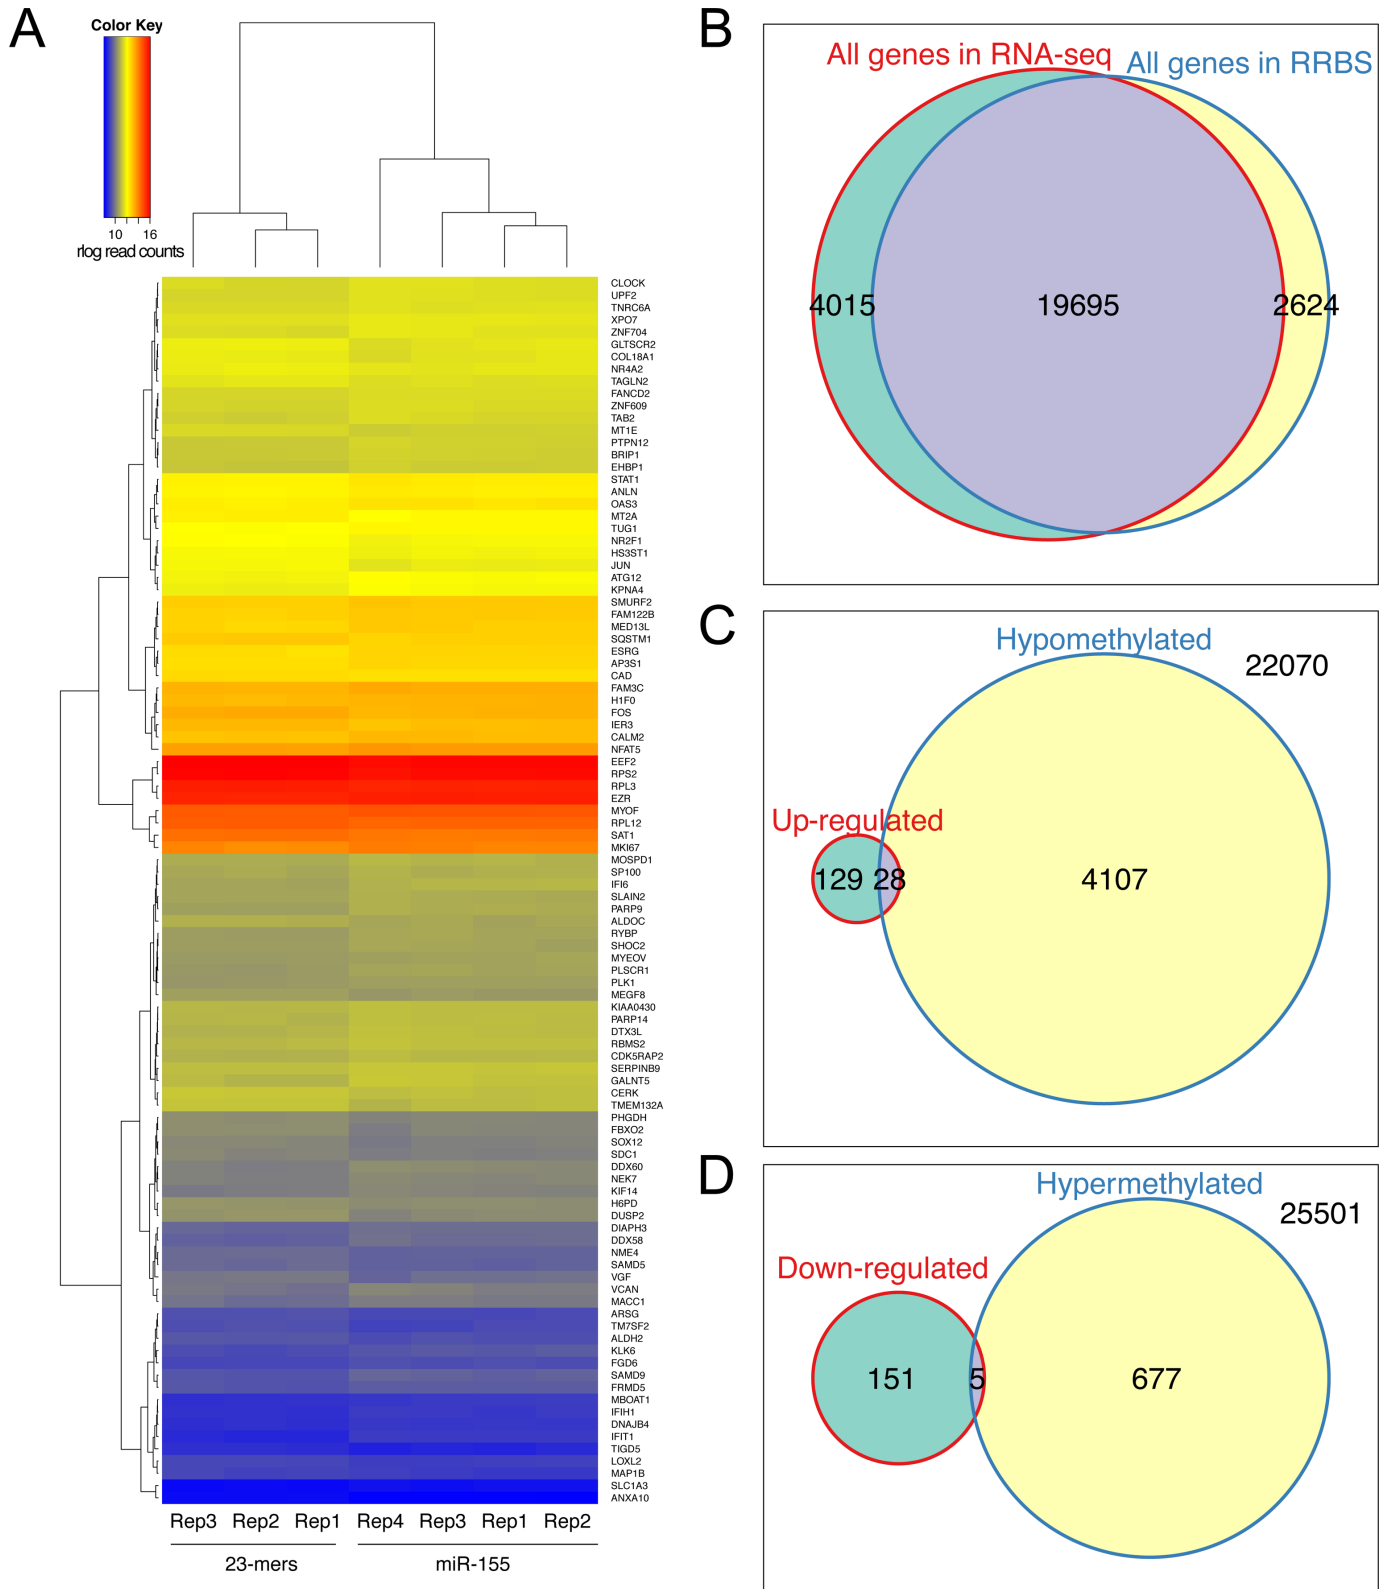 A
Color Key
10 16
rlog read counts
CLOCK
UPF2
TNRC6A
XPO7
ZNF704
GLTSCR2
COL18A1
NR4A2
TAGLN2
FANCD2
ZNF609
TAB2
MT1E
PTPN12
BRIP1
EHBP1
STAT1
ANLN
OAS3
MT2A
TUG1
NR2F1
HS3ST1
JUN
ATG12
KPNA4
SMURF2
FAM122B
MED13L
SQSTM1
ESRG
AP3S1
CAD
FAM3C
H1F0
FOS
IER3
CALM2
NFAT5
EEF2
RPS2
RPL3
EZR
MYOF
RPL12
SAT1
MKI67
MOSPD1
SP100
IFI6
SLAIN2
PARP9
ALDOC
RYBP
SHOC2
MYEOV
PLSCR1
PLK1
MEGF8
KIAA0430
PARP14
DTX3L
RBMS2
CDK5RAP2
SERPINB9
GALNT5
CERK
TMEM132A
PHGDH
FBXO2
SOX12
SDC1
DDX60
NEK7
KIF14
H6PD
DUSP2
DIAPH3
DDX58
NME4
SAMD5
VGF
VCAN
MACC1
ARSG
TM7SF2
ALDH2
KLK6
FGD6
SAMD9
FRMD5
MBOAT1
IFIH1
DNAJB4
IFIT1
TIGD5
LOXL2
MAP1B
SLC1A3
ANXA10
Rep3 Rep2 Rep1 Rep4 Rep3 Rep1 Rep2
23-mers miR-155
B
All genes in RNA-seq
All genes in RRBS
4015 19695 2624
C
Hypomethylated
22070
Up-regulated
129 28 4107
D
Hypermethylated
25501
Down-regulated
151 5 677